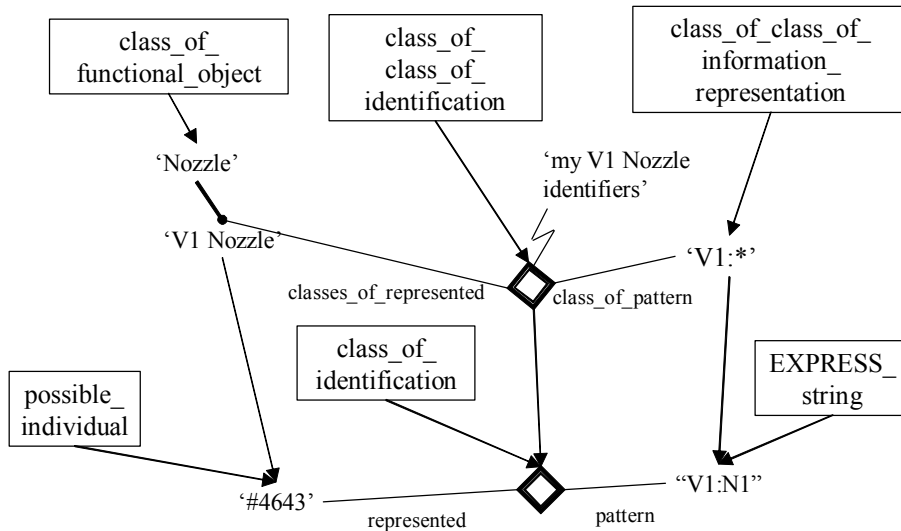 class_of_
functional_object
class_of_
class_of_
identification
class_of_class_of_
information_
representation
‘Nozzle’
‘my V1 Nozzle
identifiers’
‘V1 Nozzle’
‘V1:*’
classes_of_represented
class_of_pattern
class_of_
identification
EXPRESS_
string
possible_
individual
‘#4643’
“V1:N1”
represented
pattern